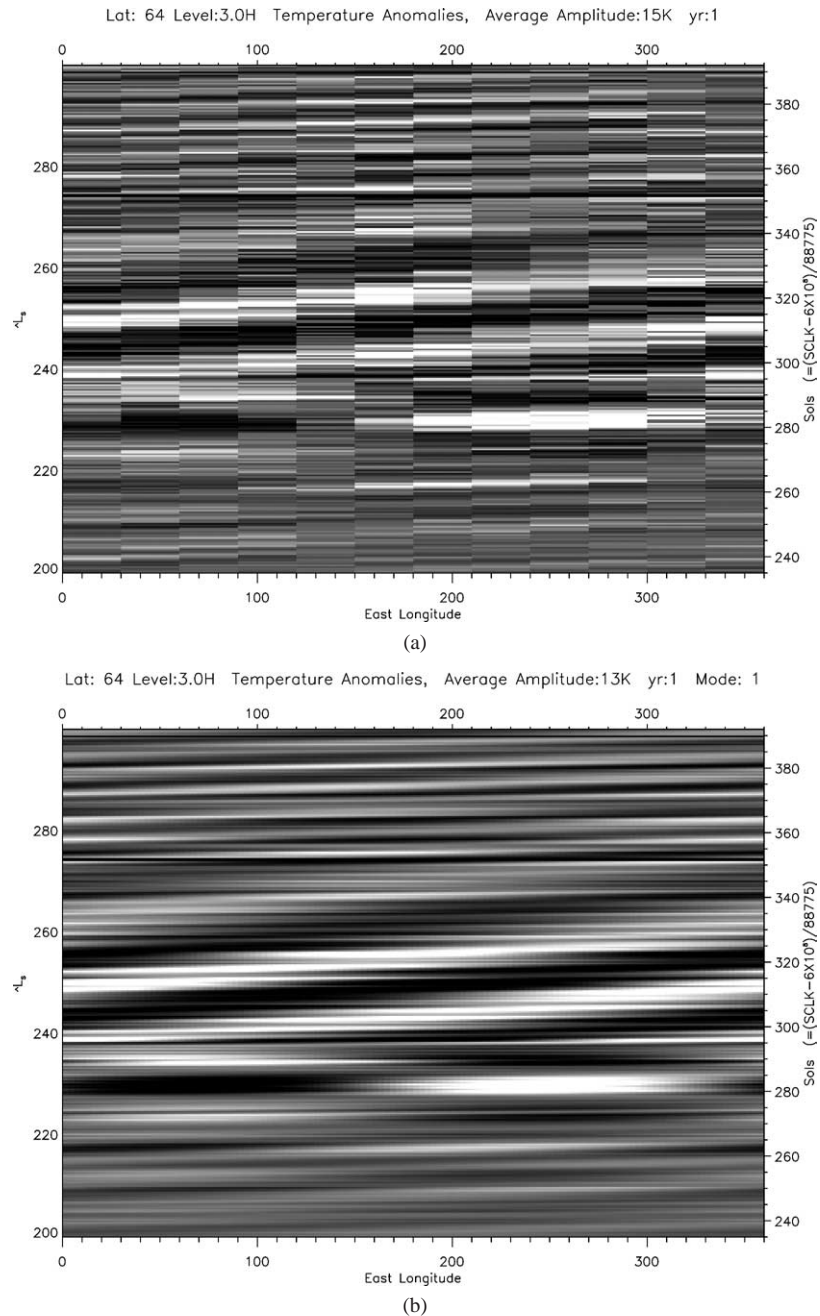 Lat: 64 Level:3.0H Temperature Anomalies, Average Amplitude:15K yr:1
0 100 200 300
280
260
240
220
200
^Ls
380
360
340
320
300
280
260
240
Sols (=(SCLK-6X10⁸)/88775)
0 100 200 300
East Longitude
(a)
Lat: 64 Level:3.0H Temperature Anomalies, Average Amplitude:13K yr:1 Mode: 1
0 100 200 300
280
260
240
220
200
^Ls
380
360
340
320
300
280
260
240
Sols (=(SCLK-6X10⁸)/88775)
0 100 200 300
East Longitude
(b)